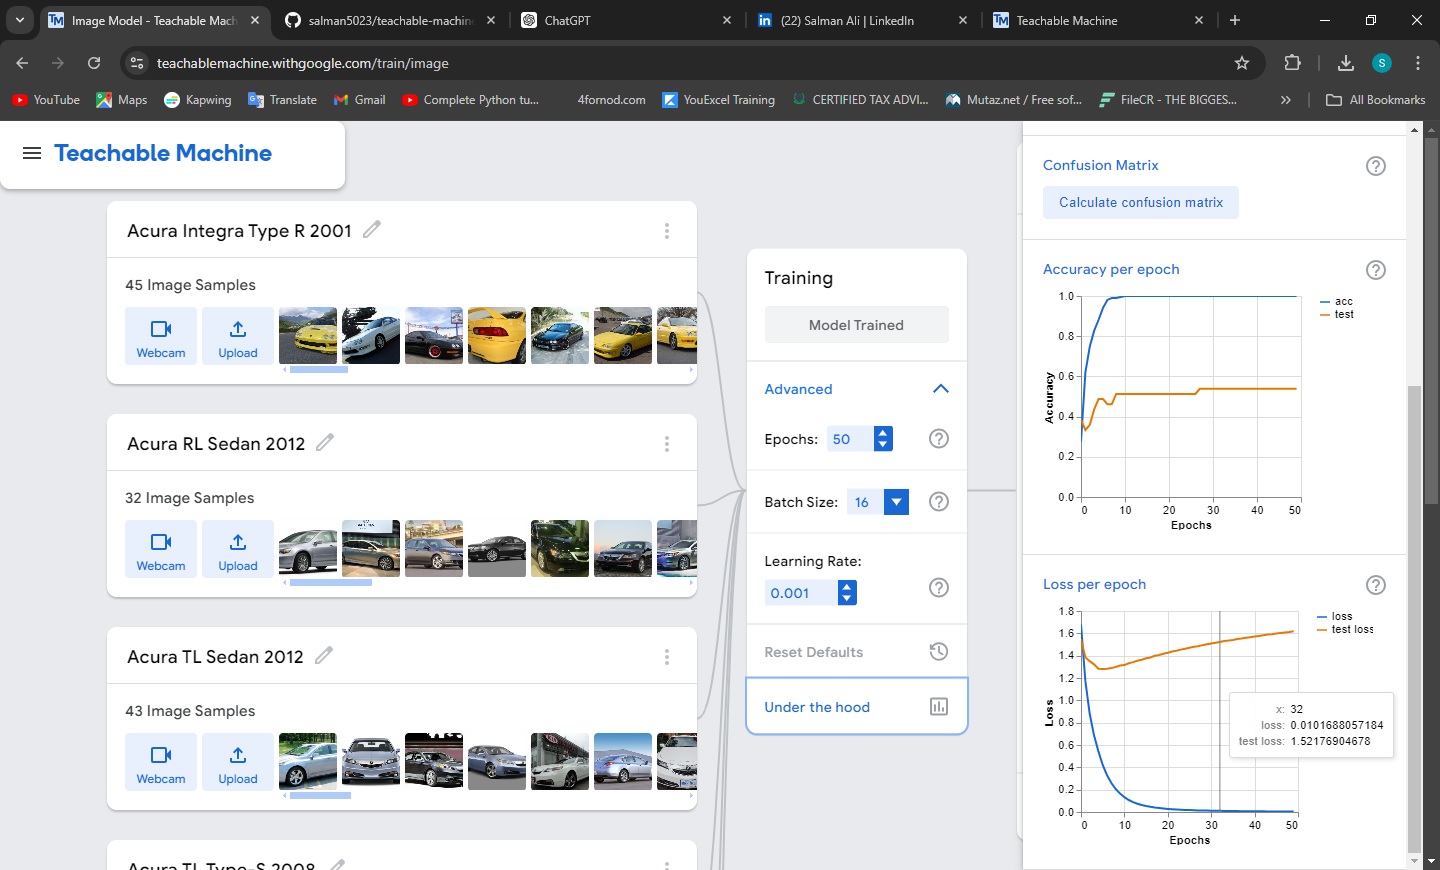 Image Model - Teachable Mach
salman5023/teachable-machin
ChatGPT
(22) Salman Ali | LinkedIn
Teachable Machine
teachablemachine.withgoogle.com/train/image
S
YouTube
Maps
Kapwing
Translate
Gmail
Complete Python tu...
4fornod.com
YouExcel Training
CERTIFIED TAX ADVI...
Mutaz.net / Free sof...
FileCR - THE BIGGES...
All Bookmarks
Teachable Machine
Acura Integra Type R 2001
45 Image Samples
Webcam
Upload
Acura RL Sedan 2012
32 Image Samples
Webcam
Upload
Acura TL Sedan 2012
43 Image Samples
Webcam
Upload
Acura TL Type-S 2008
Training
Model Trained
Advanced
Epochs: 50
Batch Size: 16
Learning Rate:
0.001
Reset Defaults
Under the hood
Confusion Matrix
Calculate confusion matrix
Accuracy per epoch
1.0
0.8
0.6
0.4
0.2
0.0
Accuracy
0 10 20 30 40 50
Epochs
acc
test
Loss per epoch
1.8
1.6
1.4
1.2
1.0
0.8
0.6
0.4
0.2
0.0
Loss
0 10 20 30 40 50
Epochs
loss
test loss
x: 32
loss: 0.0101688057184
test loss: 1.52176904678